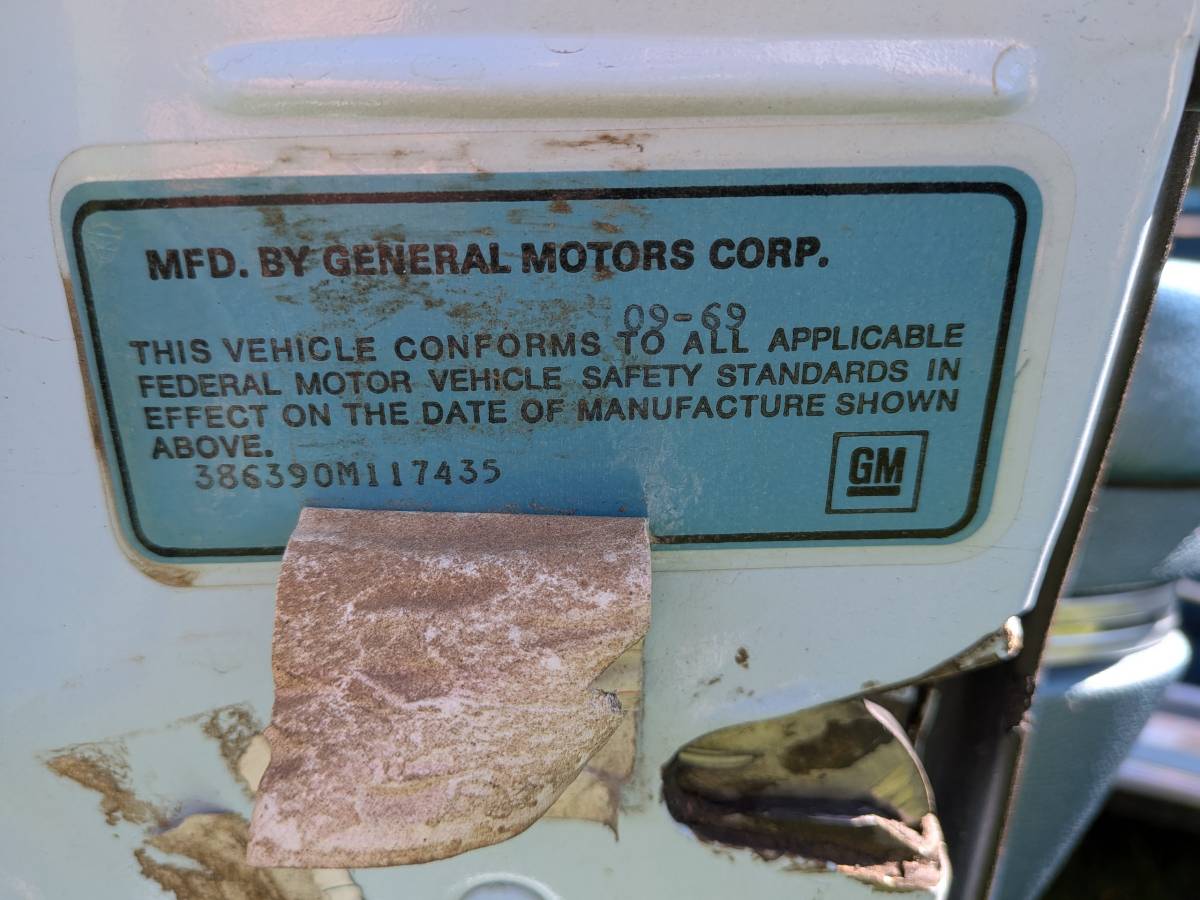 MFD. BY GENERAL MOTORS CORP.
09-69
THIS VEHICLE CONFORMS TO ALL APPLICABLE
FEDERAL MOTOR VEHICLE SAFETY STANDARDS IN
EFFECT ON THE DATE OF MANUFACTURE SHOWN
ABOVE.
386390M117435
GM